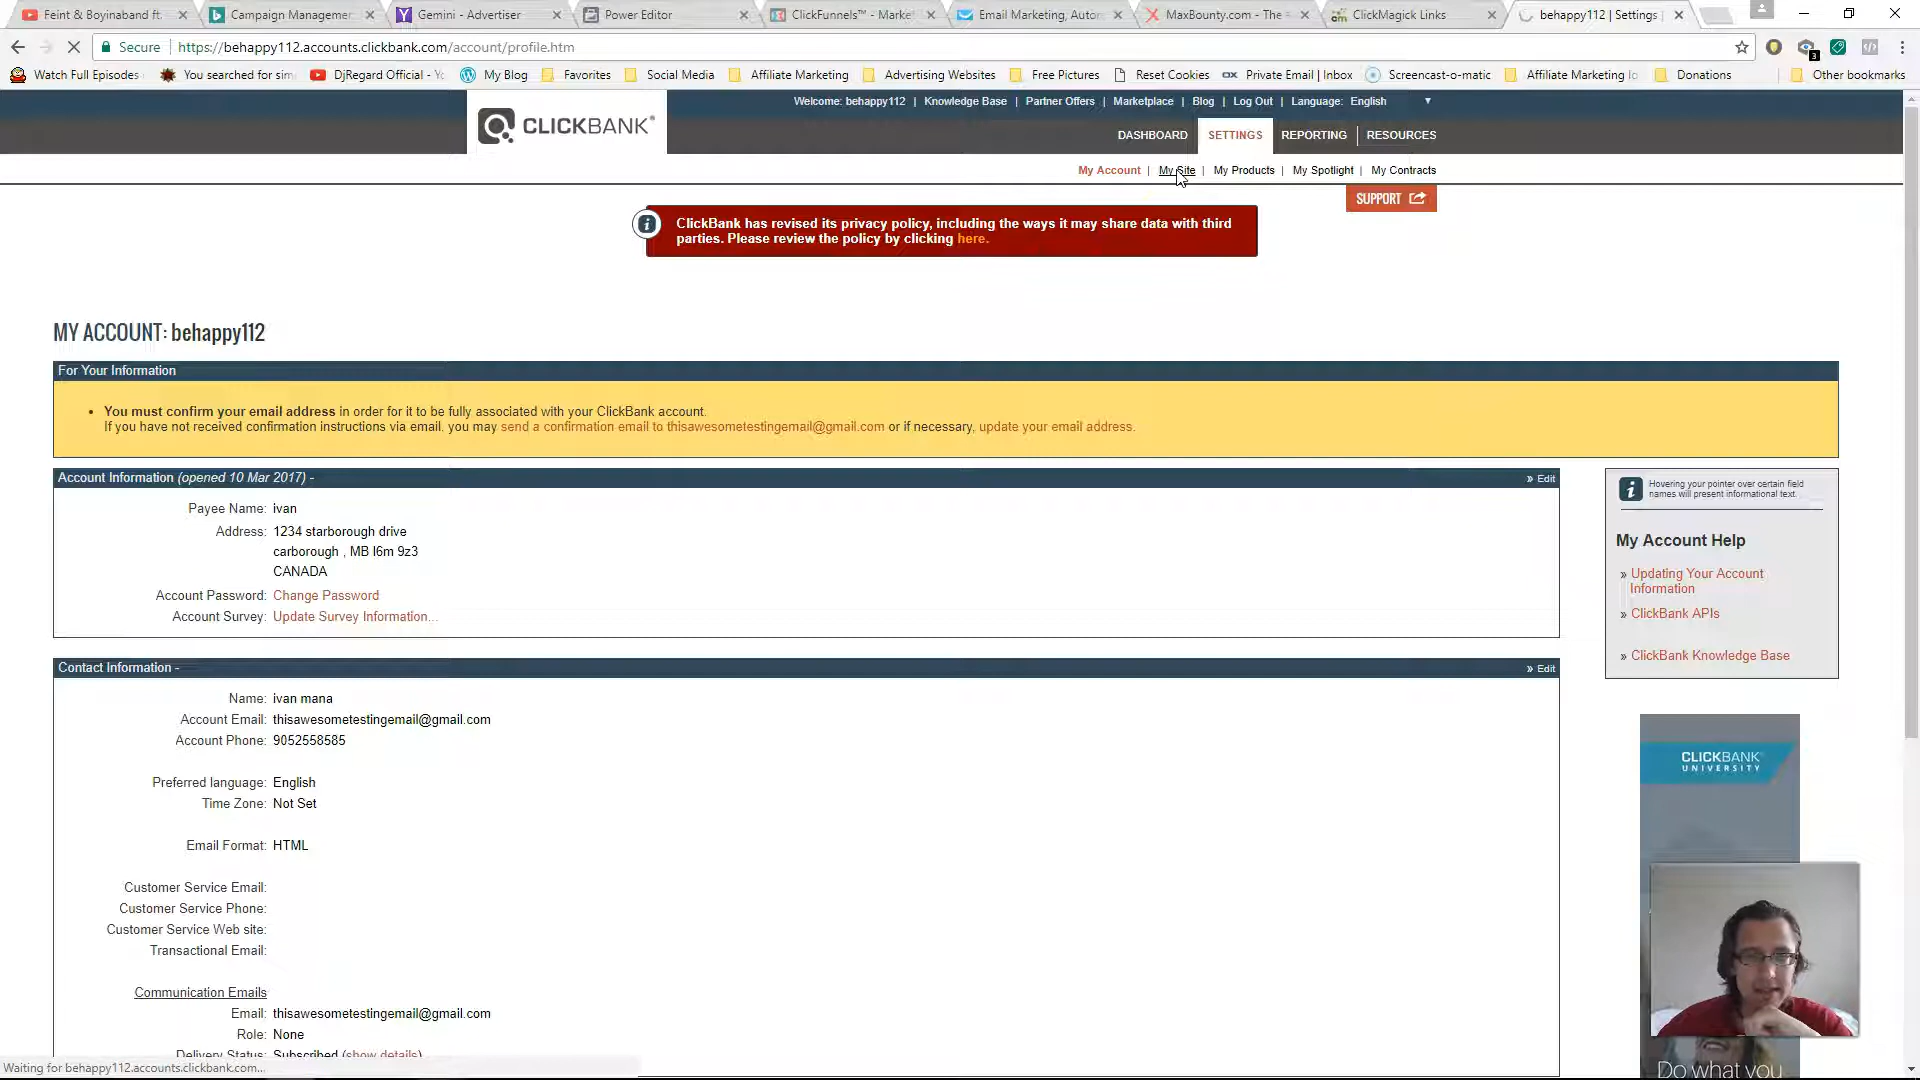 Feint & Boyinaband ft.
Campaign Manageme
Gemini - Advertiser
Power Editor
ClickFunnels™ - Marke
Email Marketing, Autor
MaxBounty.com - The
ClickMagick Links
behappy112 | Settings
Secure
https://behappy112.accounts.clickbank.com/account/profile.htm
3
Watch Full Episodes
You searched for sim
DjRegard Official - Yo
My Blog
Favorites
Social Media
Affiliate Marketing
Advertising Websites
Free Pictures
Reset Cookies
Private Email | Inbox
Screencast-o-matic
Affiliate Marketing
Donations
Other bookmarks
Welcome: behappy112 | Knowledge Base | Partner Offers | Marketplace | Blog | Log Out | Language: English
CLICKBANK®
DASHBOARD SETTINGS REPORTING | RESOURCES
My Account | My Site | My Products | My Spotlight | My Contracts
SUPPORT
ClickBank has revised its privacy policy, including the ways it may share data with third
parties. Please review the policy by clicking here.
MY ACCOUNT: behappy112
For Your Information
• You must confirm your email address in order for it to be fully associated with your ClickBank account.
If you have not received confirmation instructions via email, you may send a confirmation email to thisawesometestingemail@gmail.com or if necessary, update your email address.
Account Information (opened 10 Mar 2017) -
» Edit
Payee Name: ivan
Address: 1234 starborough drive
carborough , MB l6m 9z3
CANADA
Account Password: Change Password
Account Survey: Update Survey Information...
Hovering your pointer over certain field
names will present informational text.
My Account Help
» Updating Your Account
Information
» ClickBank APIs
» ClickBank Knowledge Base
Contact Information -
» Edit
Name: ivan mana
Account Email: thisawesometestingemail@gmail.com
Account Phone: 9052558585
Preferred language: English
Time Zone: Not Set
Email Format: HTML
Customer Service Email:
Customer Service Phone:
Customer Service Web site:
Transactional Email:
Communication Emails
Email: thisawesometestingemail@gmail.com
Role: None
Delivery Status: Subscribed (show details)
CLICKBANK
UNIVERSITY
Do what you
Waiting for behappy112.accounts.clickbank.com...